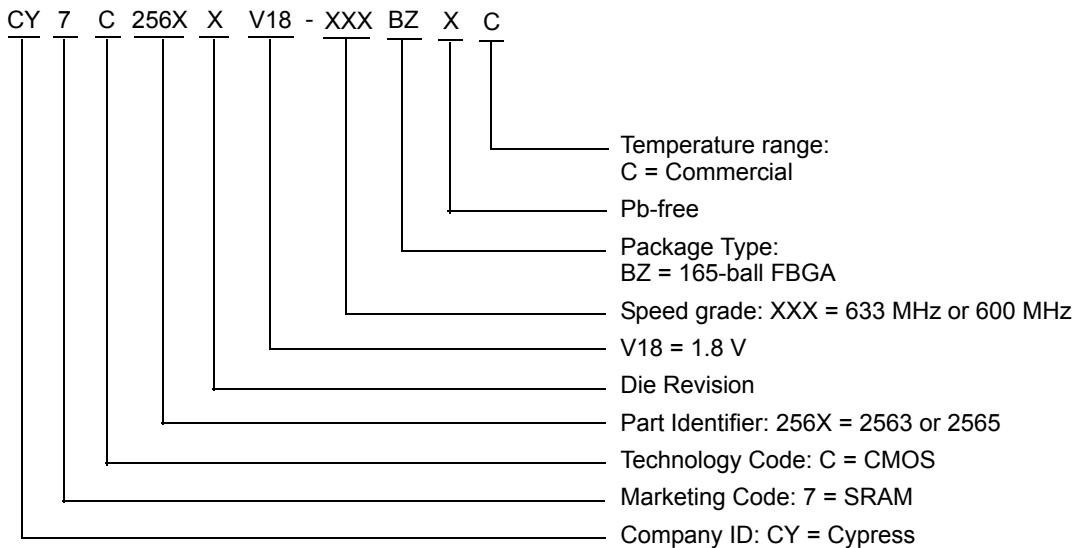 CY 7 C 256X X V18 - XXX BZ X C
Temperature range:
C = Commercial
Pb-free
Package Type:
BZ = 165-ball FBGA
Speed grade: XXX = 633 MHz or 600 MHz
V18 = 1.8 V
Die Revision
Part Identifier: 256X = 2563 or 2565
Technology Code: C = CMOS
Marketing Code: 7 = SRAM
Company ID: CY = Cypress